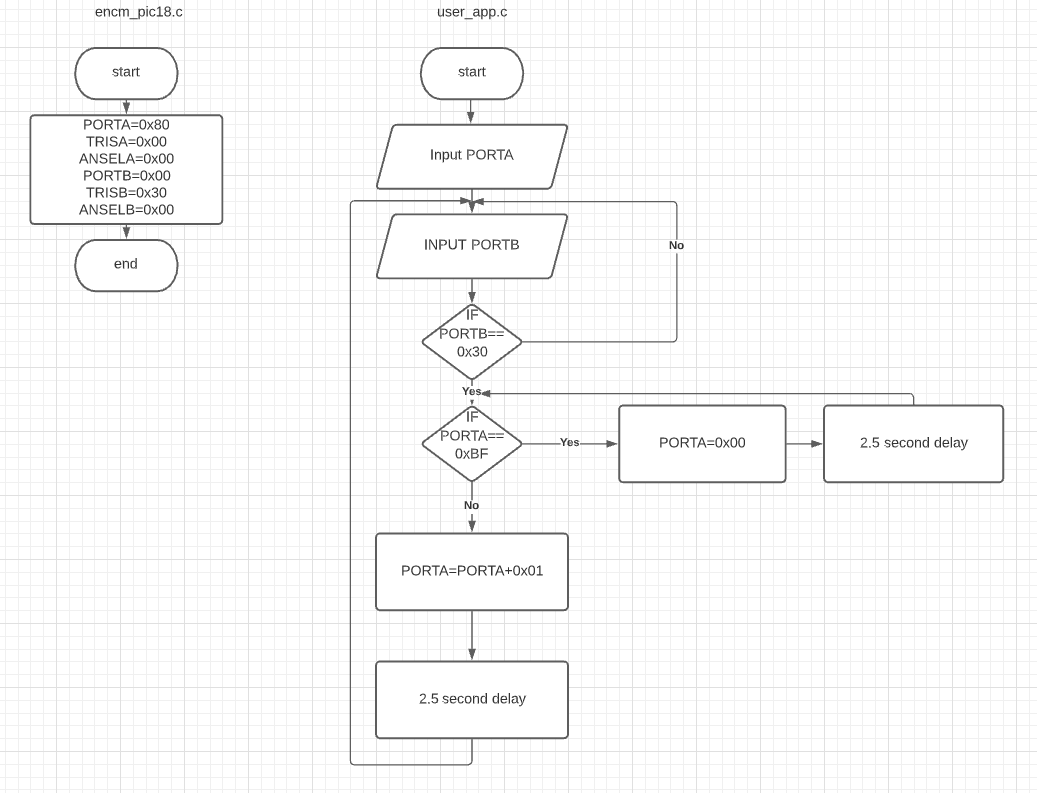 encm_pic18.c
user_app.c
start
PORTA=0x80
TRISA=0x00
ANSELA=0x00
PORTB=0x00
TRISB=0x30
ANSELB=0x00
end
start
Input PORTA
INPUT PORTB
No
IF
PORTB==
0x30
Yes
IF
PORTA==
0xBF
Yes
PORTA=0x00
2.5 second delay
No
PORTA=PORTA+0x01
2.5 second delay